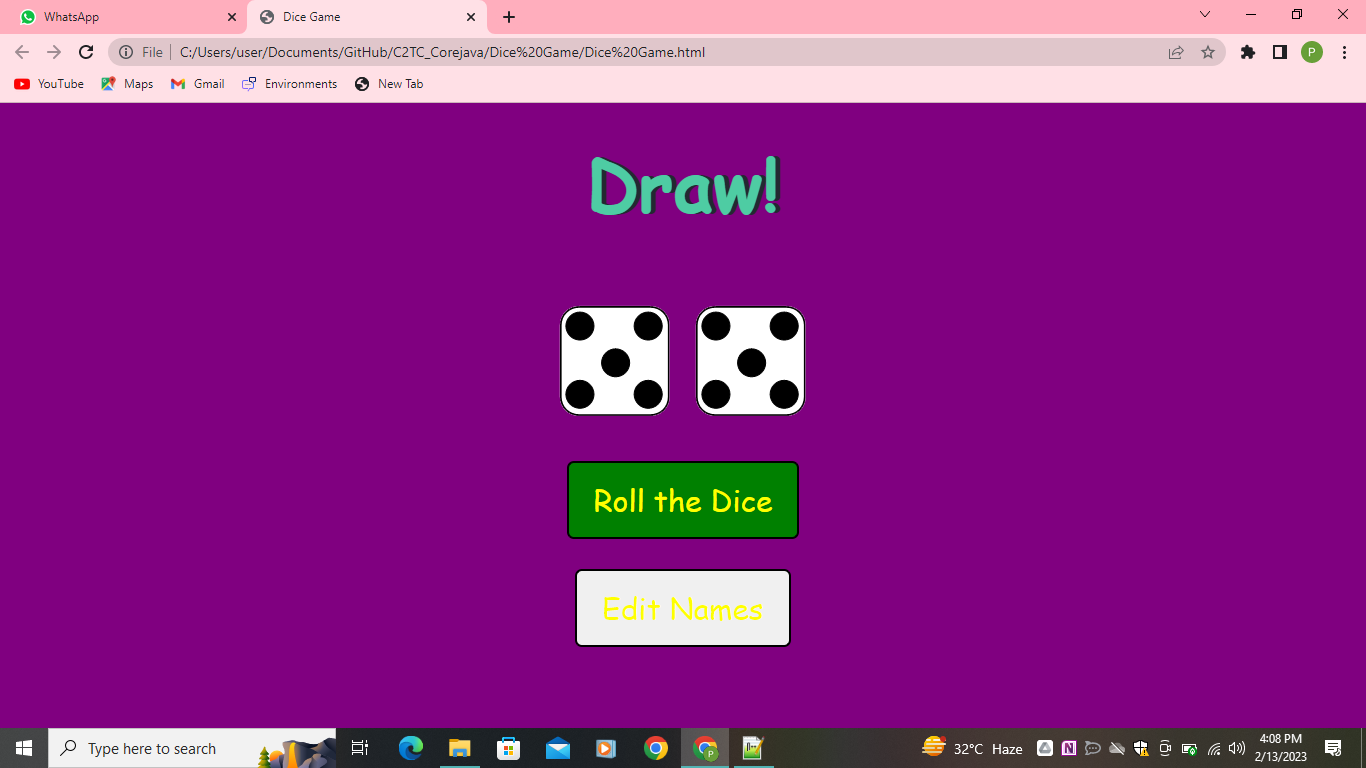 WhatsApp
Dice Game
File
C:/Users/user/Documents/GitHub/C2TC_Corejava/Dice%20Game/Dice%20Game.html
P
YouTube
Maps
Gmail
Environments
New Tab
Draw!
Roll the Dice
Edit Names
Type here to search
32°C Haze
4:08 PM
2/13/2023